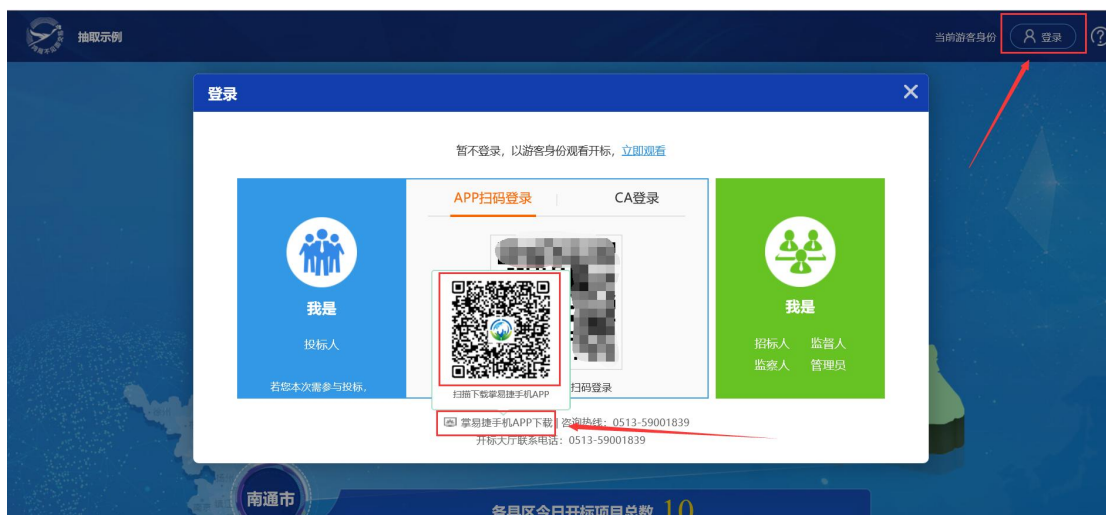 抽取示例
当前游客身份
登录
登录
暂不登录，以游客身份观看开标，立即观看
APP扫码登录
CA登录
我是
投标人
若您本次需参与投标，
扫描下载掌易捷手机APP
扫码登录
我是
招标人 监督人
监察人 管理员
掌易捷手机APP下载 | 咨询热线：0513-59001839
开标大厅联系电话：0513-59001839
南通市
各县区今日开标项目总数 10